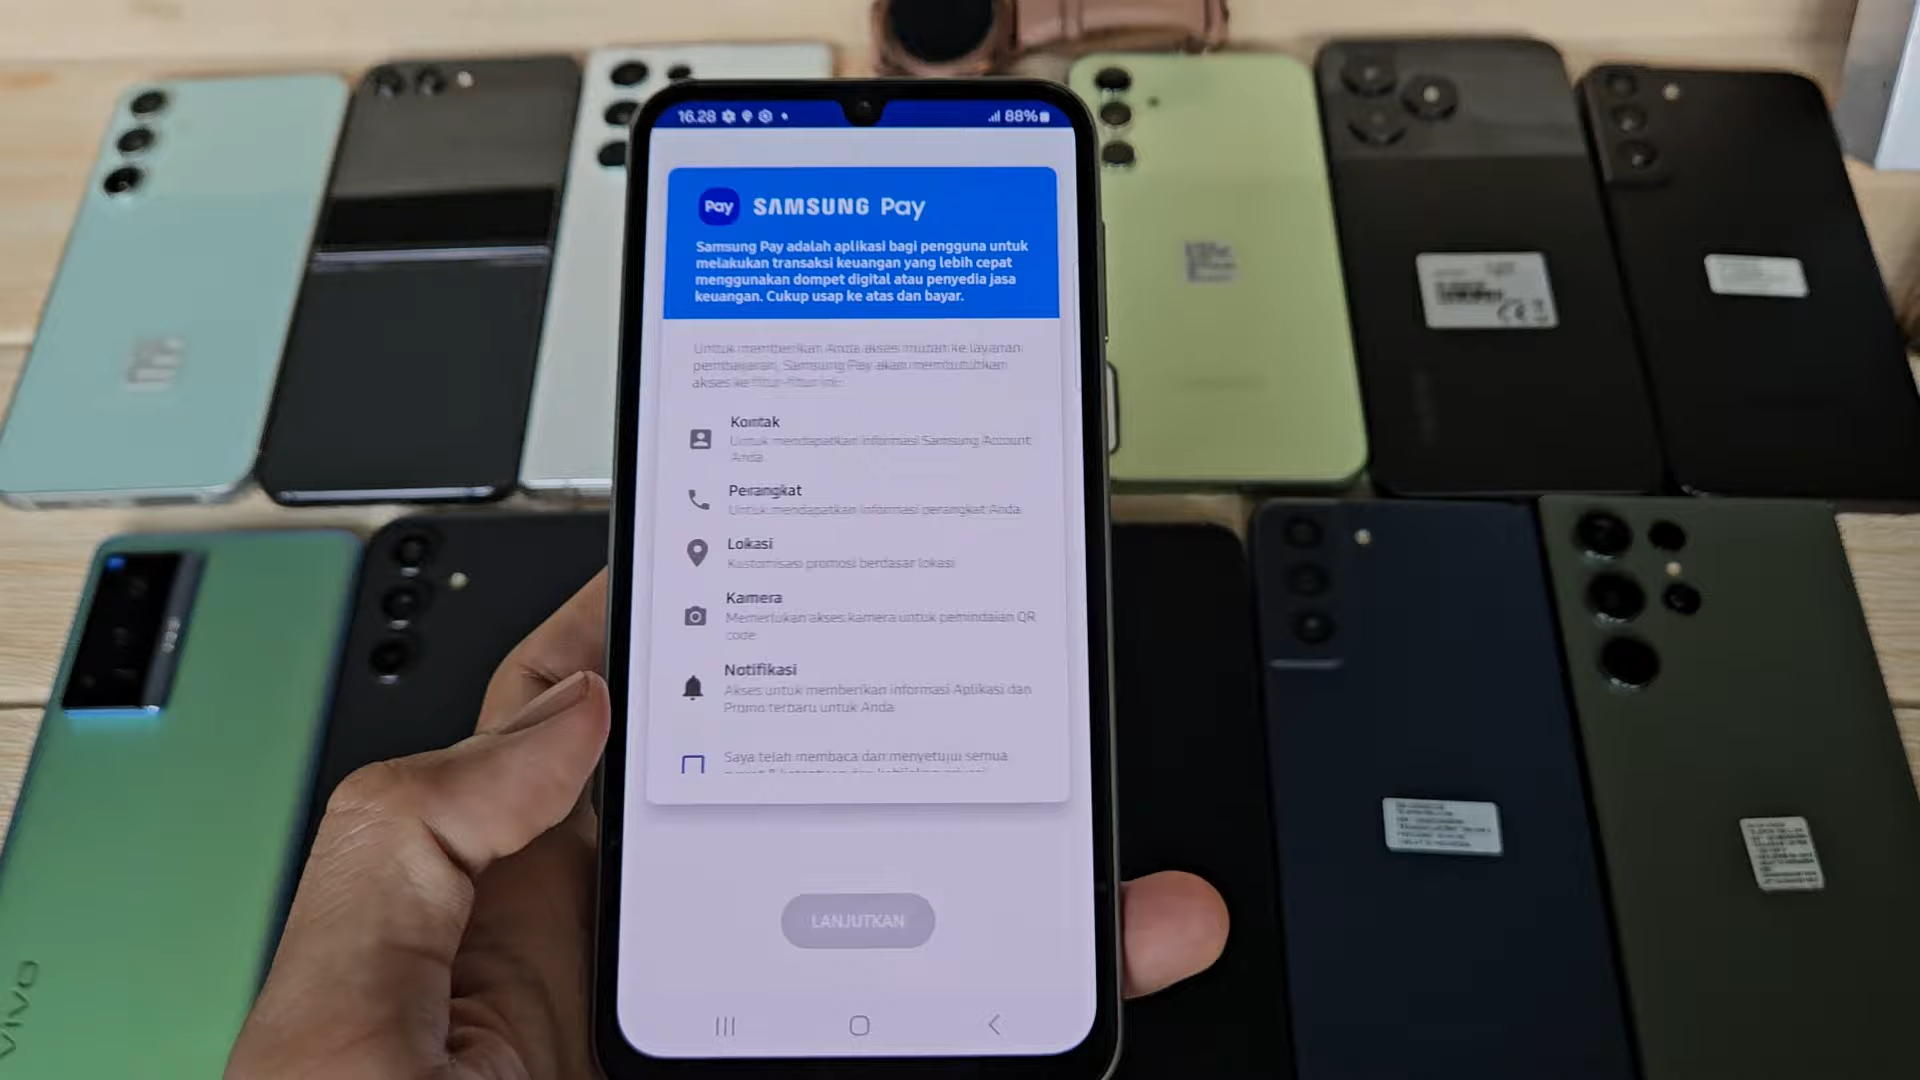 16.28
88%
Pay SAMSUNG Pay
Samsung Pay adalah aplikasi bagi pengguna untuk
melakukan transaksi keuangan yang lebih cepat
menggunakan dompet digital atau penyedia jasa
keuangan. Cukup usap ke atas dan bayar.
Untuk memberikan Anda akses mudah ke layanan
pembayaran, Samsung Pay akan membutuhkan
akses ke fitur-fitur ini:
Kontak
Untuk mendapatkan informasi Samsung Account
Anda
Perangkat
Untuk mendapatkan informasi perangkat Anda
Lokasi
Kustomisasi promosi berdasar lokasi
Kamera
Memerlukan akses kamera untuk pemindaian QR
code
Notifikasi
Akses untuk memberikan informasi Aplikasi dan
Promo terbaru untuk Anda
Saya telah membaca dan menyetujui semua
LANJUTKAN
vivo